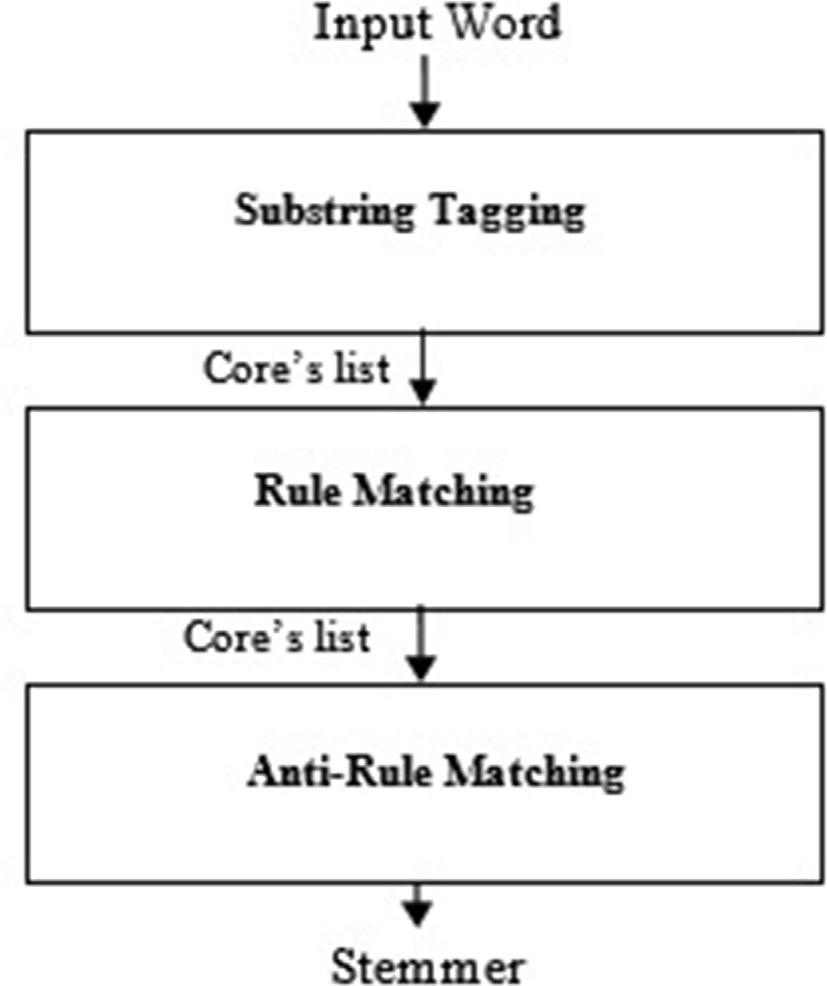 Input Word
Substring Tagging
Core's list
Rule Matching
Core's list
Anti-Rule Matching
Stemmer